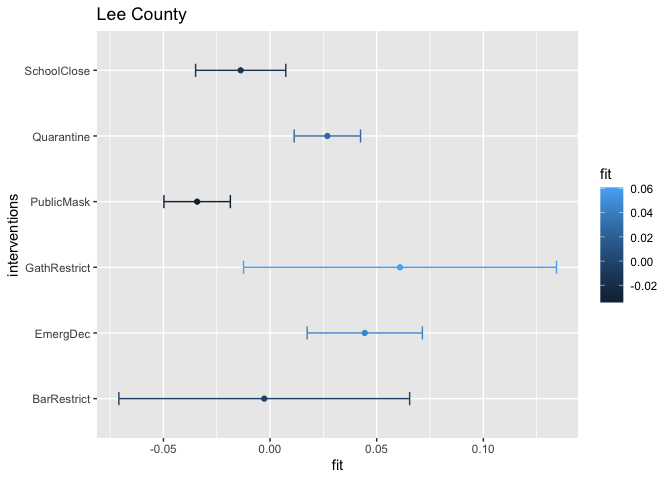 Lee County
SchoolClose
Quarantine
PublicMask
GathRestrict
EmergDec
BarRestrict
interventions
-0.05 0.00 0.05 0.10
fit
fit
0.06
0.04
0.02
0.00
-0.02